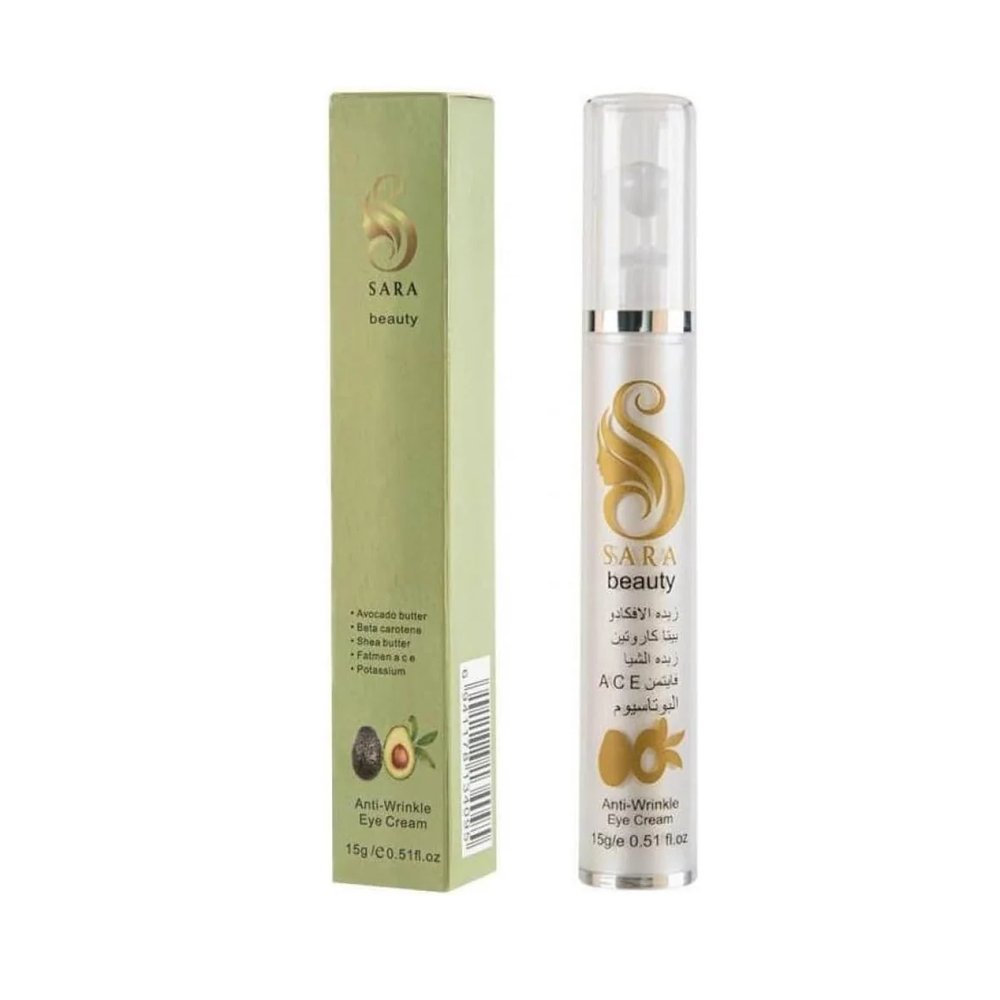 SARA
beauty
• Avocado butter
• Beta carotene
• Shea butter
• Fatmen a c e
• Potassium
Anti-Wrinkle
Eye Cream
15g /e0.51fl.oz
SARA
beauty
زبده الافكادو
بيتا كاروتين
زبده الشيا
فايتمن A C E
البوتاسيوم
Anti-Wrinkle
Eye Cream
15g/e 0.51 fl.oz